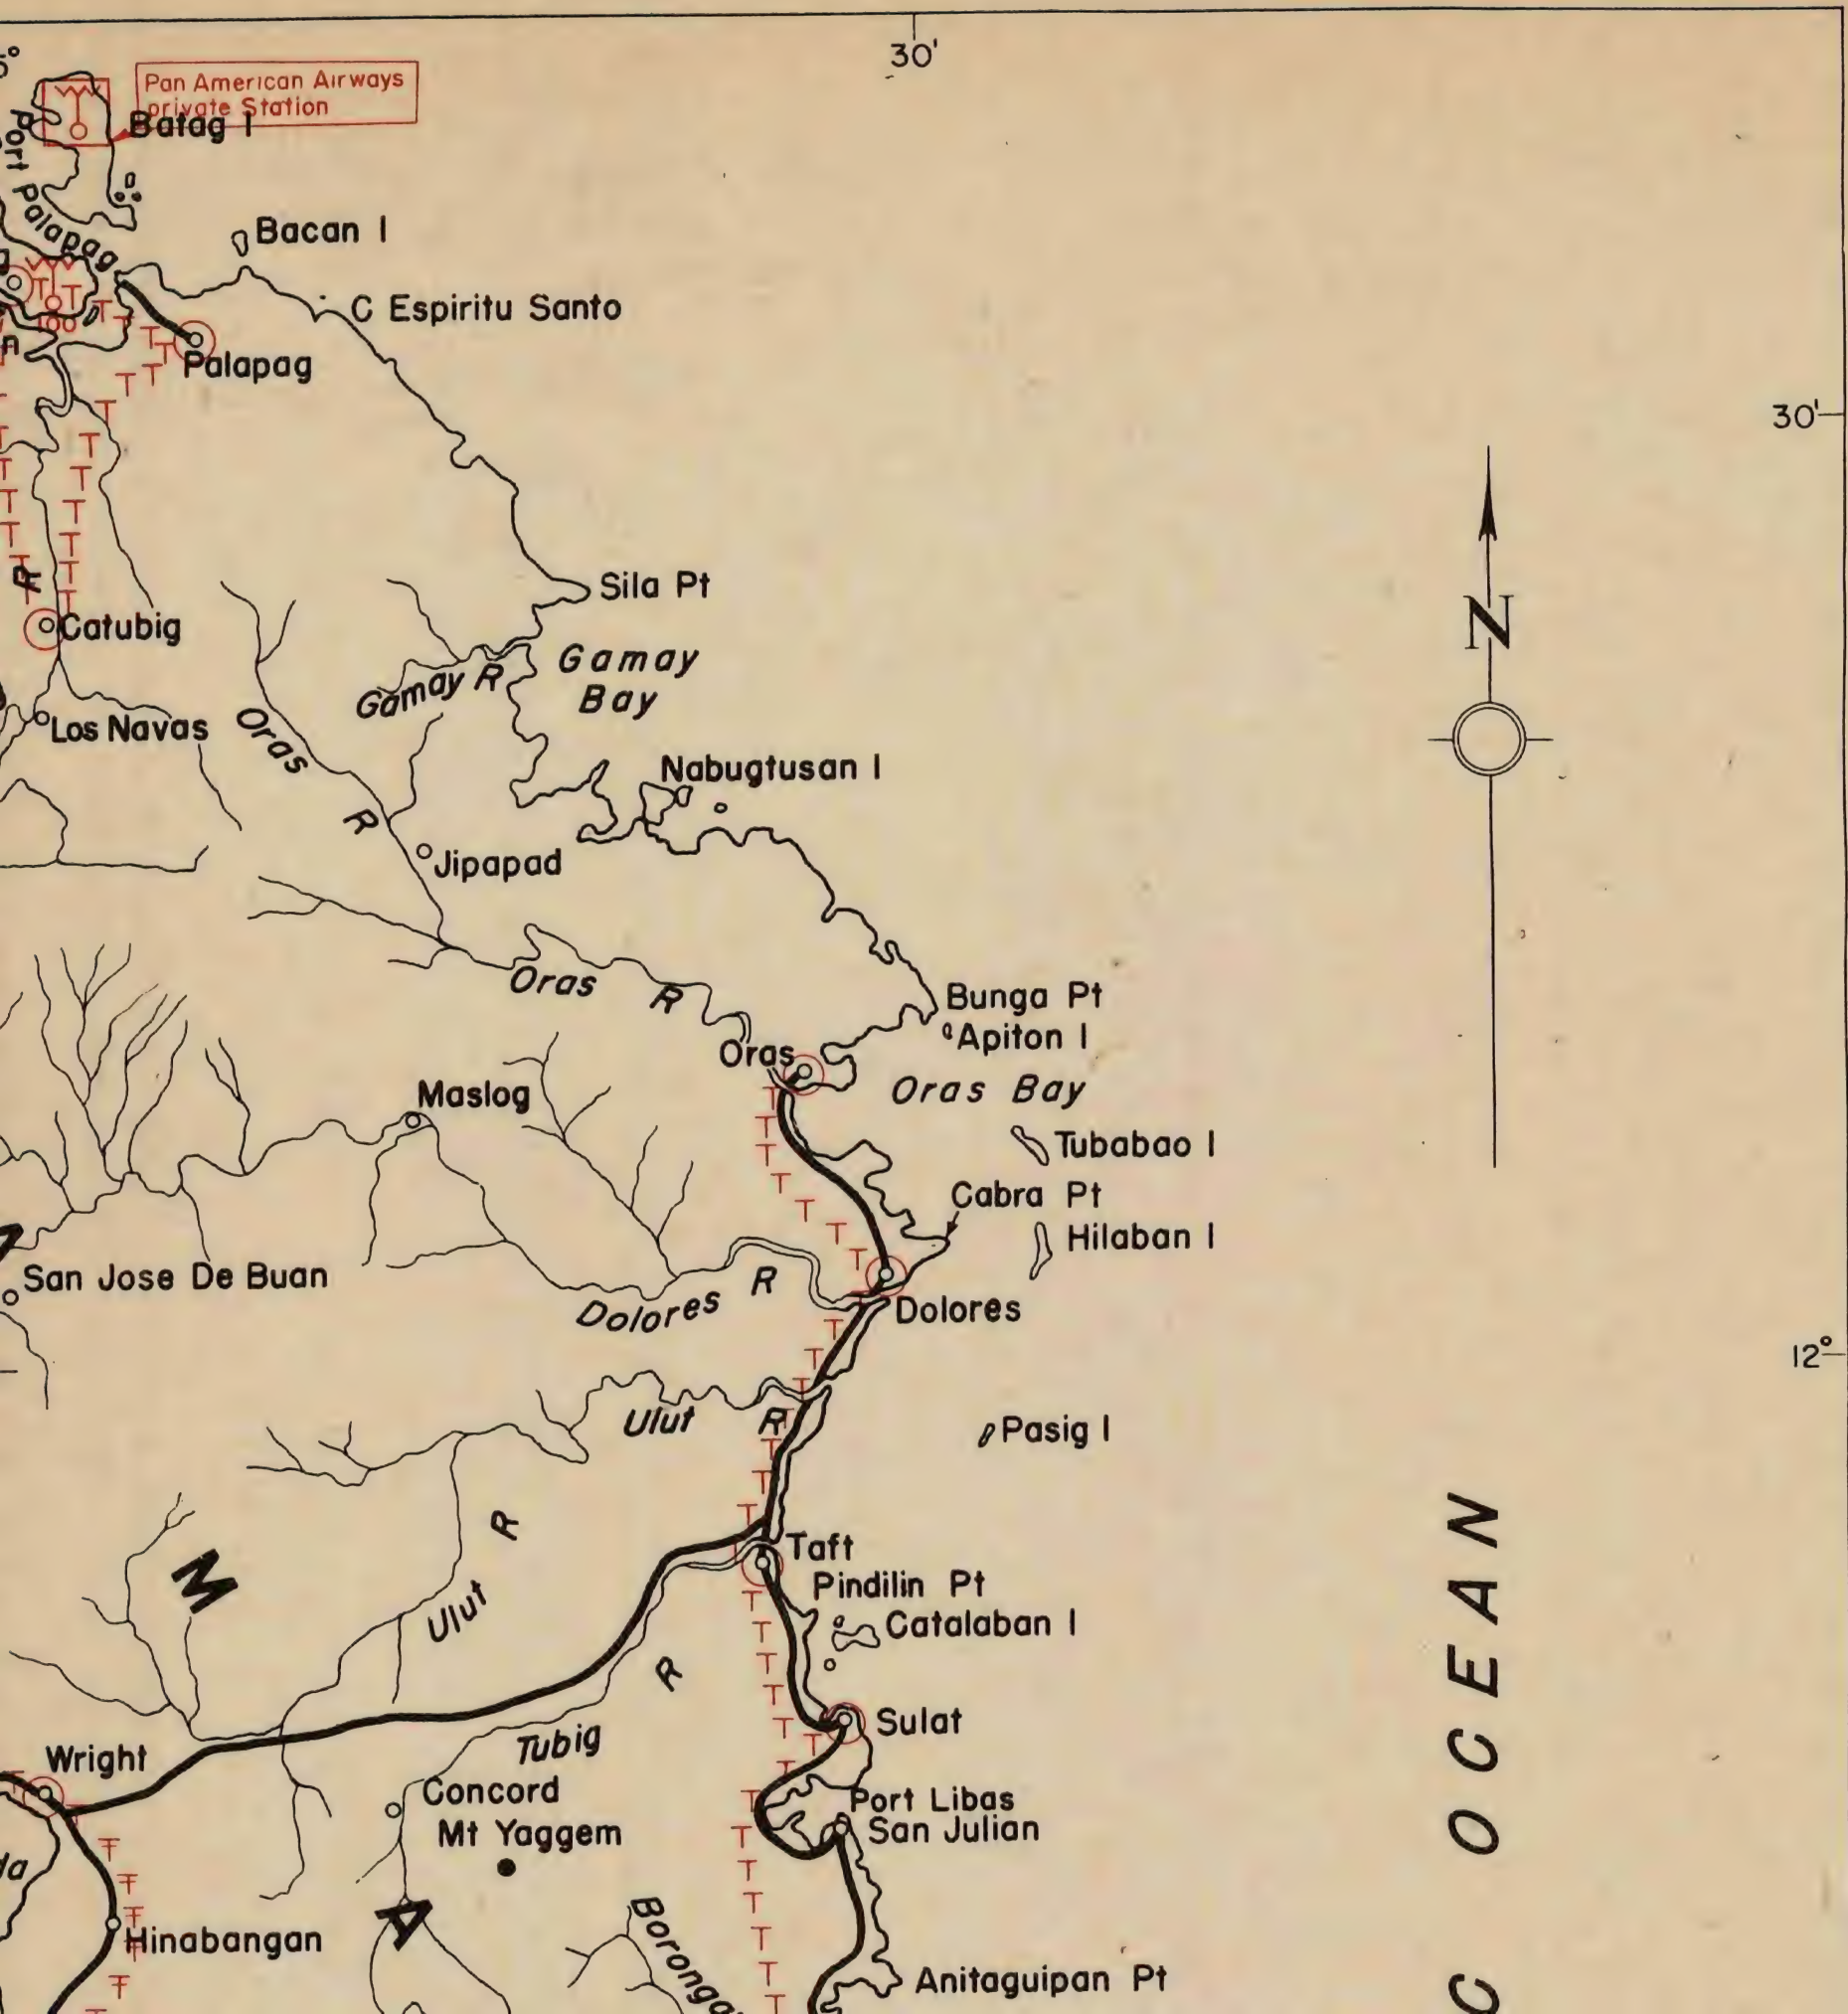 30'
Pan American Airways
private Station
Batag I
Port Palapag
Bacan I
C Espiritu Santo
Palapag
30'
Sila Pt
N
R
Catubig
Gamay
Bay
Gamay R
Los Navas
Oras
R
Nabugtusan I
Jipapad
Oras R
Bunga Pt
Apiton I
Oras
Oras Bay
Maslog
Tubabao I
Cabra Pt
Hilaban I
San Jose De Buan
Dolores R
Dolores
12°
Ulut R
Pasig I
M
Ulut R
Taft
Pindilin Pt
Catalaban I
R
Sulat
Tubig
Wright
Concord
Port Libas
San Julian
Mt Yaggem
A
Hinabangan
Anitaguipan Pt
C OCEAN